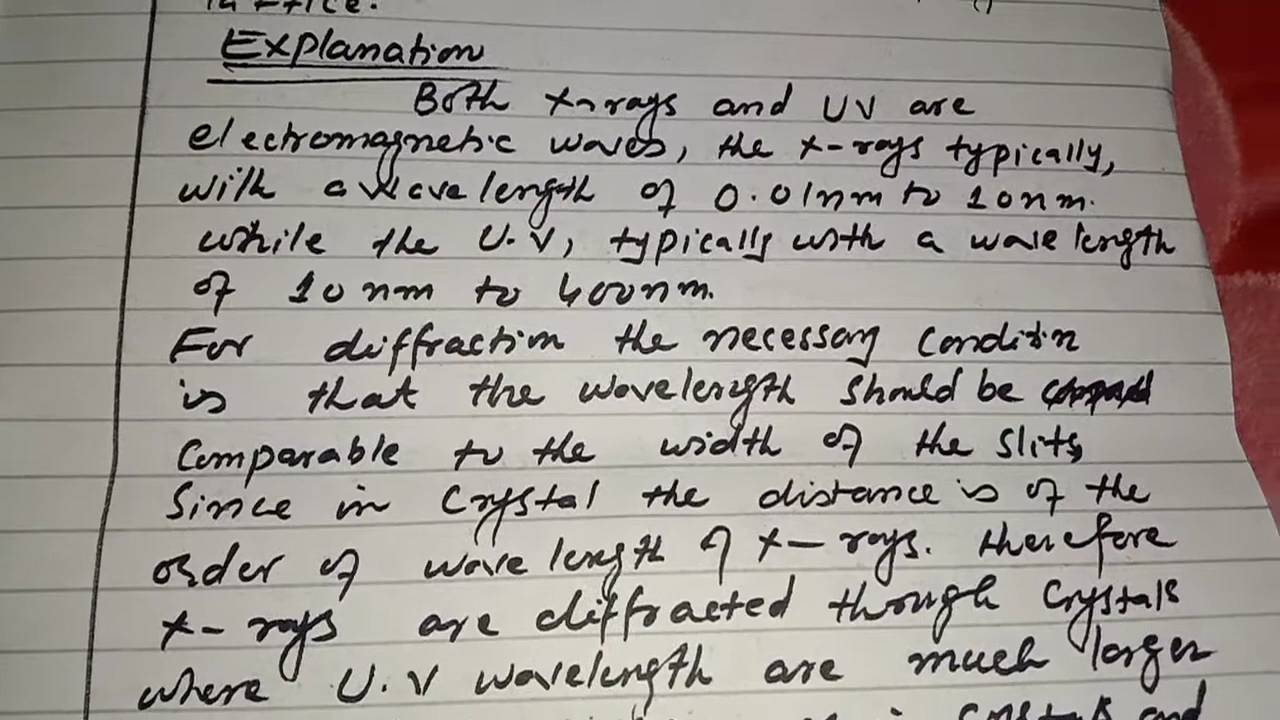 Explanation
Both x-rays and UV are
electromagnetic waves, the x-rays typically,
with a wavelength of 0.01nm to 10nm.
while the U.V, typically with a wavelength
of 10nm to 400nm.
For diffraction the necessary condition
is that the wavelength should be
Comparable to the width of the slits,
Since in Crystal the distance is of the
order of wavelength of x-rays. therefore
x-rays are diffracted through Crystals
where U.V wavelength are much larger
crystals and